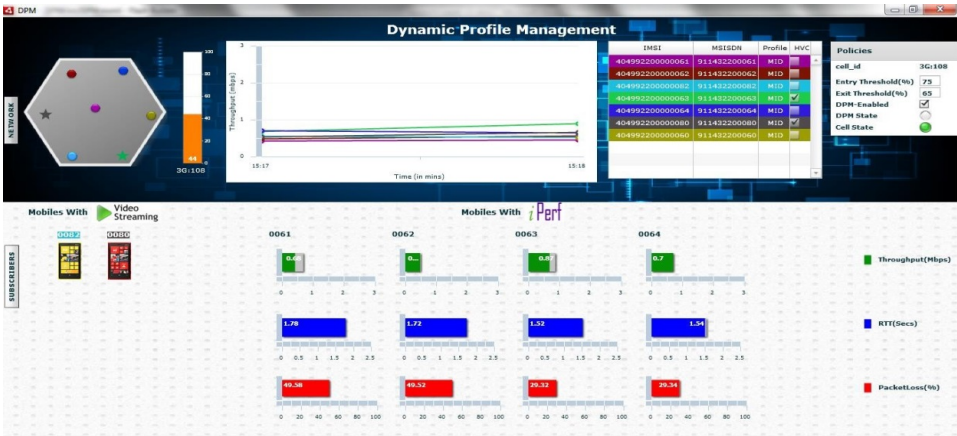 DPM
Dynamic Profile Management
NETWORK
100
80
60
40
20
0
44
3G:108
Throughput (mbps)
3
2
1
0
15:17
15:18
Time (in mins)
IMSI MSISDN Profile HVC
404992200000061 911432200061 MID
404992200000062 911432200062 MID
404992200000082 911432200082 MID
404992200000063 911432200063 MID
404992200000064 911432200064 MID
404992200000080 911432200080 MID
404992200000060 911432200060 MID
Policies
cell_id 3G:108
Entry Threshold(%) 75
Exit Threshold(%) 65
DPM-Enabled
DPM State
Cell State
Mobiles With Video Streaming
Mobiles With iPerf
SUBSCRIBERS
0082 0080
0061 0062 0063 0064
0.68 0... 0.87 0.7
Throughput(Mbps)
0 1 2 3 0 1 2 3 0 1 2 3 0 1 2 3
1.78 1.72 1.52 1.54
RTT(Secs)
0 0.5 1 1.5 2 2.5 0 0.5 1 1.5 2 2.5 0 0.5 1 1.5 2 2.5 0 0.5 1 1.5 2 2.5
49.58 49.52 29.32 29.34
PacketLoss(%)
0 20 40 60 80 100 0 20 40 60 80 100 0 20 40 60 80 100 0 20 40 60 80 100